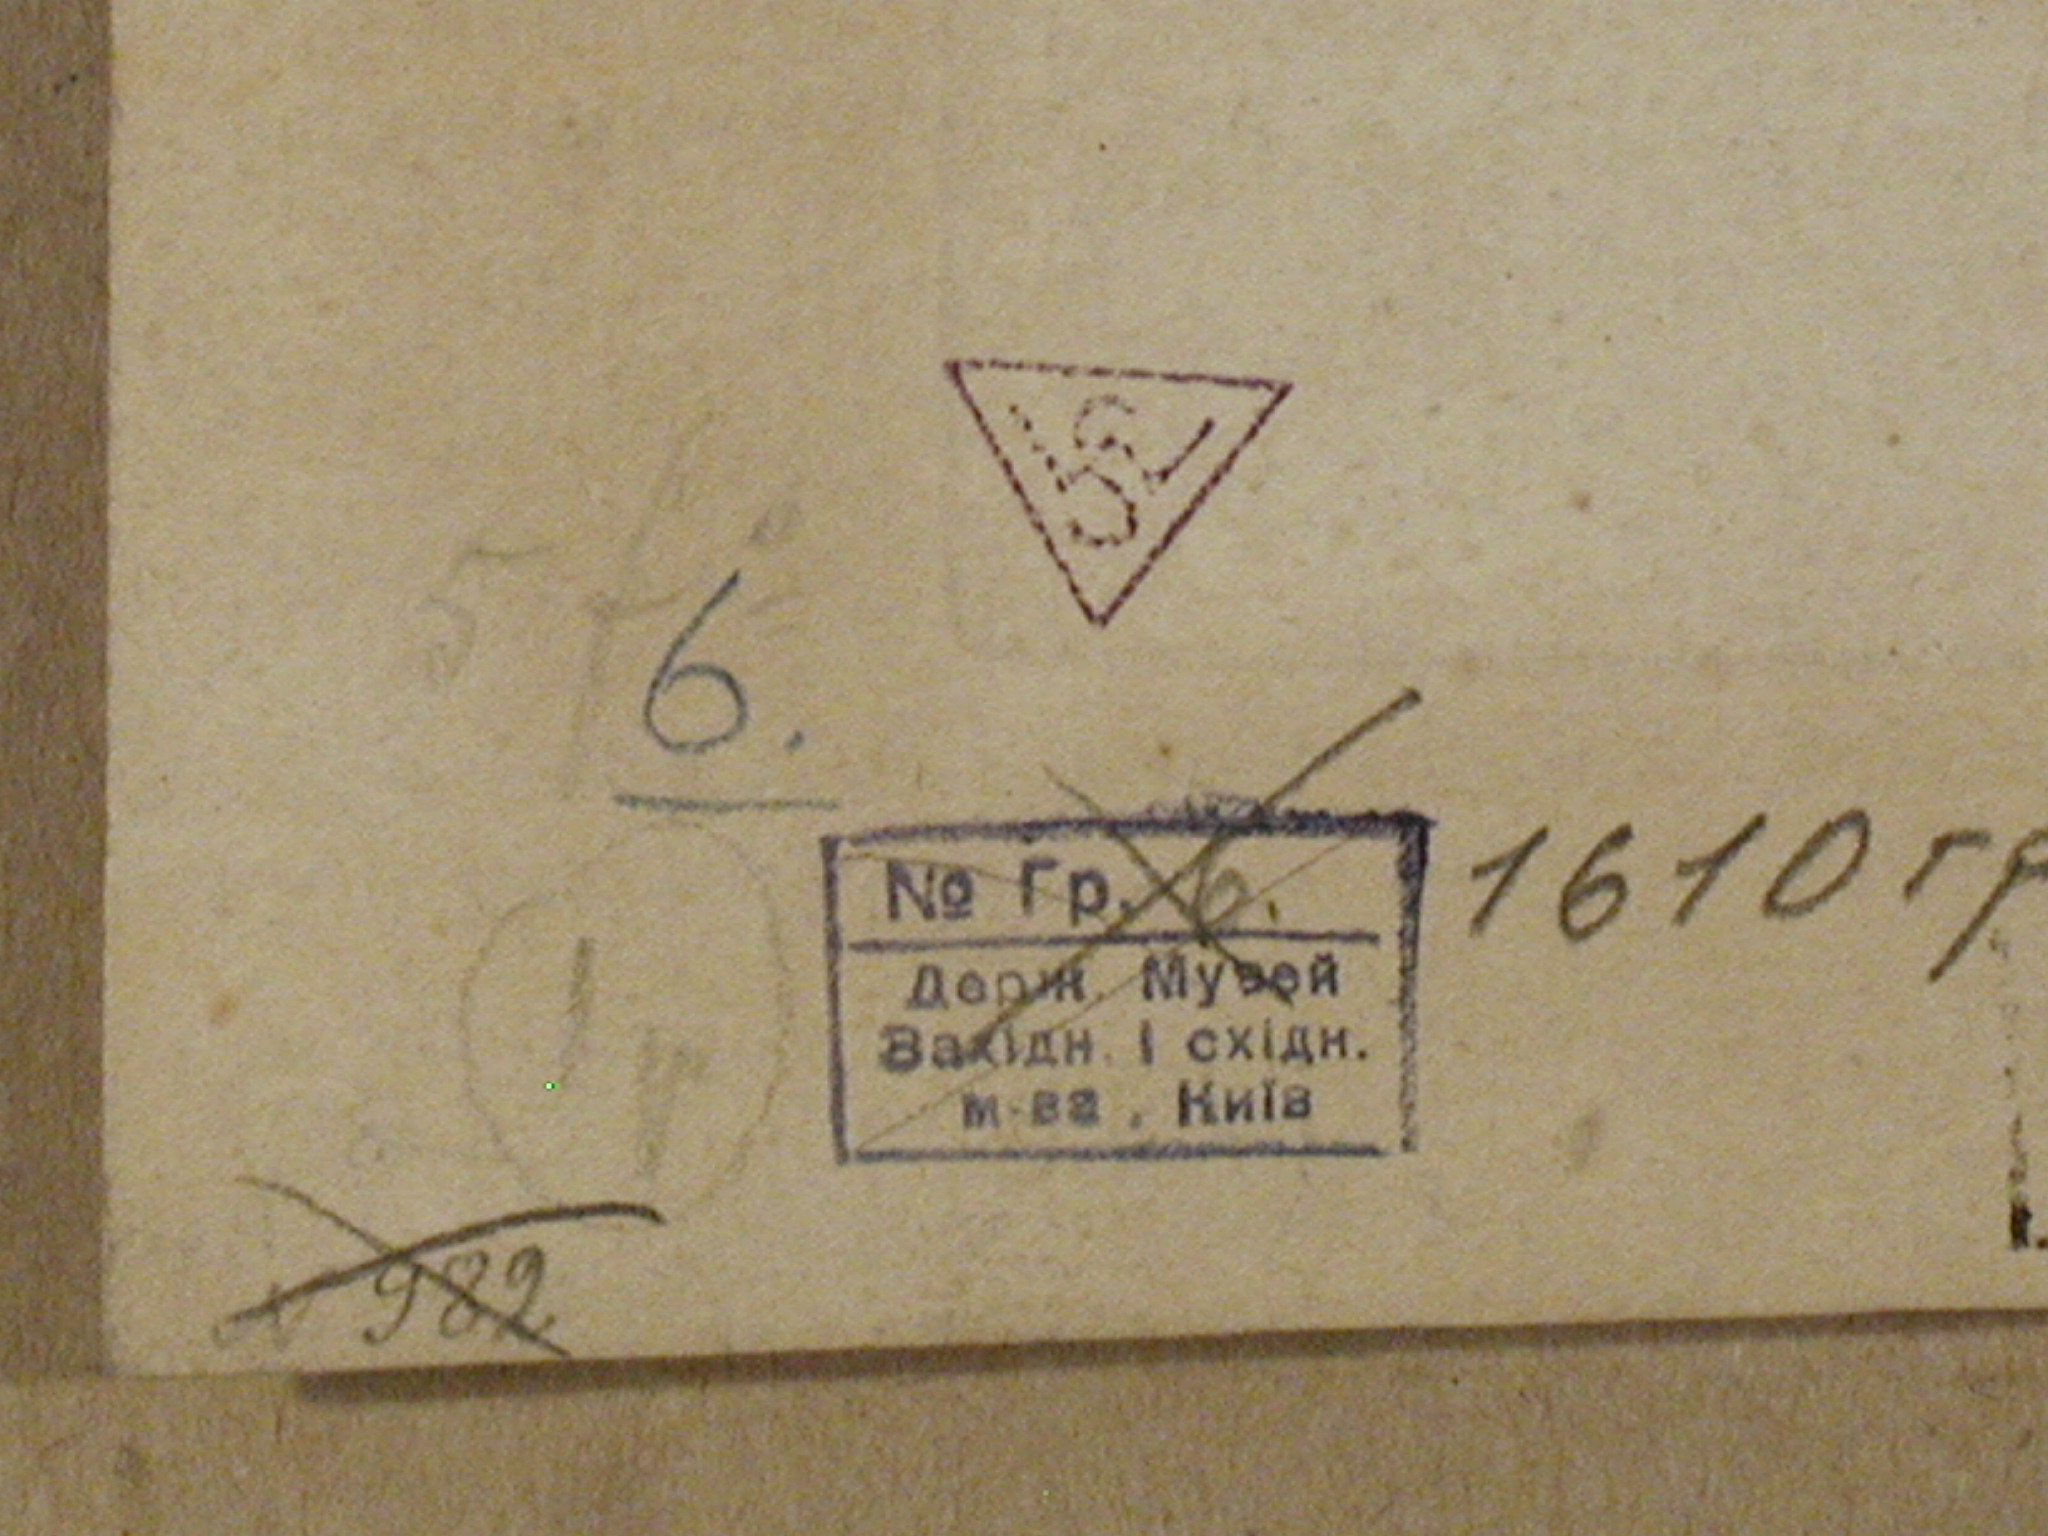 6.
№ Гр. 6.
1610 гр
Держ. Музей
Західн. і східн.
м-ва, Київ
982